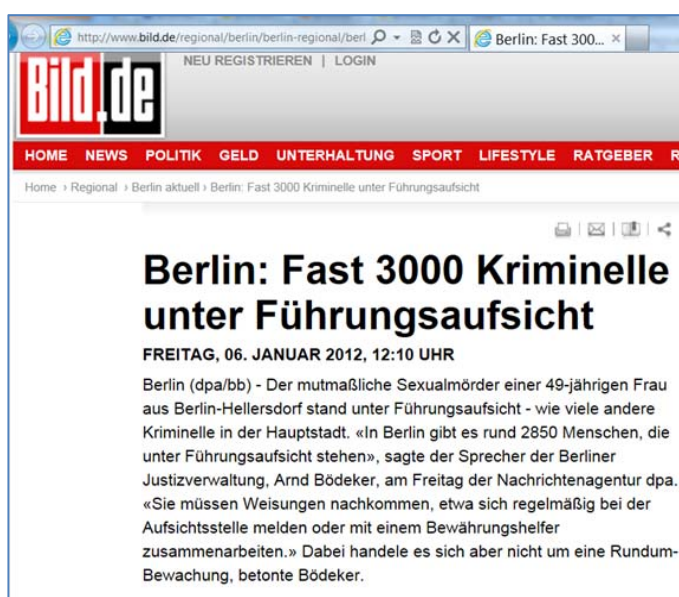 http://www.bild.de/regional/berlin/berlin-regional/berl
Berlin: Fast 300...
Bild.de
NEU REGISTRIEREN | LOGIN
HOME NEWS POLITIK GELD UNTERHALTUNG SPORT LIFESTYLE RATGEBER R
Home › Regional › Berlin aktuell › Berlin: Fast 3000 Kriminelle unter Führungsaufsicht
Berlin: Fast 3000 Kriminelle
unter Führungsaufsicht
FREITAG, 06. JANUAR 2012, 12:10 UHR
Berlin (dpa/bb) - Der mutmaßliche Sexualmörder einer 49-jährigen Frau
aus Berlin-Hellersdorf stand unter Führungsaufsicht - wie viele andere
Kriminelle in der Hauptstadt. «In Berlin gibt es rund 2850 Menschen, die
unter Führungsaufsicht stehen», sagte der Sprecher der Berliner
Justizverwaltung, Arnd Bödeker, am Freitag der Nachrichtenagentur dpa.
«Sie müssen Weisungen nachkommen, etwa sich regelmäßig bei der
Aufsichtsstelle melden oder mit einem Bewährungshelfer
zusammenarbeiten.» Dabei handele es sich aber nicht um eine Rundum-
Bewachung, betonte Bödeker.